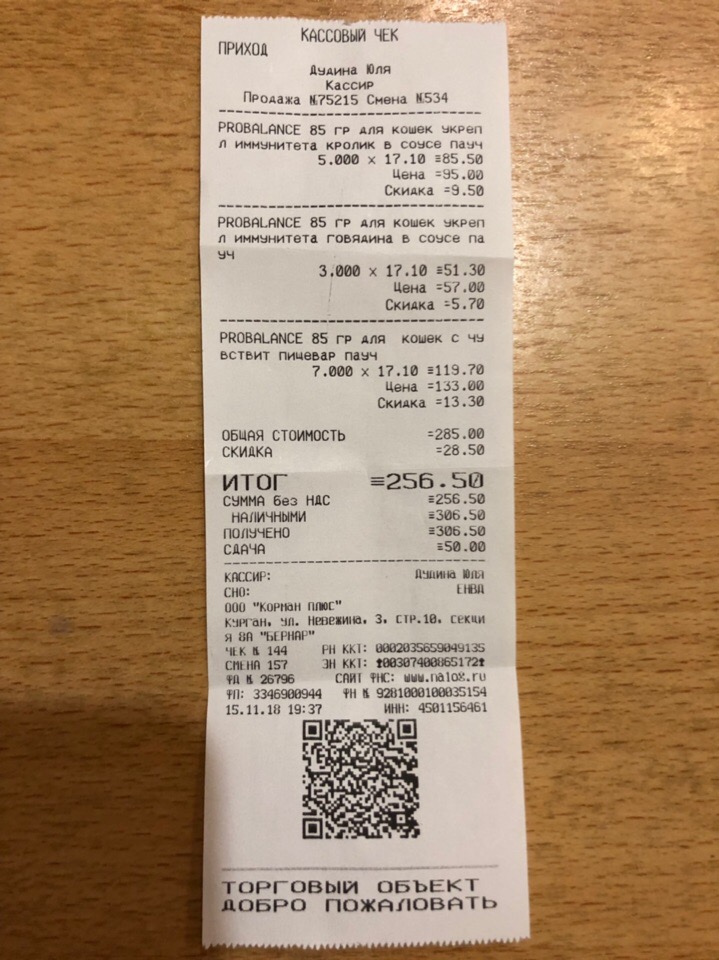 КАССОВЫЙ ЧЕК
ПРИХОД
Дудина Юля
Кассир
Продажа №75215 Смена №534
PROBALANCE 85 гр для кошек укреп
л иммунитета кролик в соусе пауч
5.000 x 17.10 ≡85.50
Цена =95.00
Скидка =9.50
PROBALANCE 85 гр для кошек укреп
л иммунитета говядина в соусе па
уч
3.000 x 17.10 ≡51.30
Цена =57.00
Скидка =5.70
PROBALANCE 85 гр для  кошек с чу
вствит пищевар пауч
7.000 x 17.10 ≡119.70
Цена =133.00
Скидка =13.30
ОБЩАЯ СТОИМОСТЬ =285.00
СКИДКА =28.50
ИТОГ ≡256.50
СУММА без НДС ≡256.50
НАЛИЧНЫМИ ≡306.50
ПОЛУЧЕНО ≡306.50
СДАЧА ≡50.00
КАССИР: Дудина Юля
СНО: ЕНВД
ООО "Корман ПЛЮС"
Курган, ул. Невежина, 3, СТР.10, секци
я 8А "БЕРНАР"
ЧЕК № 144 РН ККТ: 0002035659049135
СМЕНА 157 ЗН ККТ: ‡00307400865172‡
ФД № 26796 САЙТ ФНС: www.nalog.ru
ФП: 3346900944 ФН № 9281000100035154
15.11.18 19:37 ИНН: 4501156461
ТОРГОВЫЙ ОБЪЕКТ
ДОБРО ПОЖАЛОВАТЬ